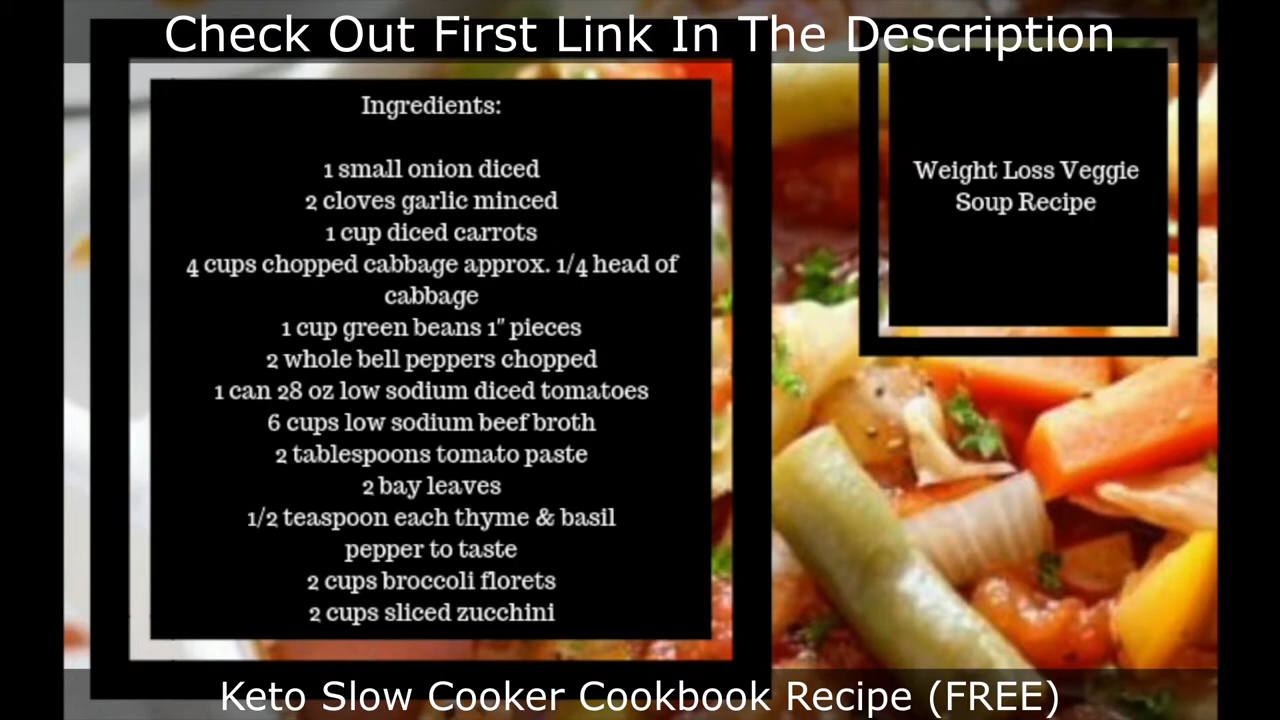 Check Out First Link In The Description
Ingredients:
1 small onion diced
2 cloves garlic minced
1 cup diced carrots
4 cups chopped cabbage approx. 1/4 head of
cabbage
1 cup green beans 1" pieces
2 whole bell peppers chopped
1 can 28 oz low sodium diced tomatoes
6 cups low sodium beef broth
2 tablespoons tomato paste
2 bay leaves
1/2 teaspoon each thyme & basil
pepper to taste
2 cups broccoli florets
2 cups sliced zucchini
Weight Loss Veggie
Soup Recipe
Keto Slow Cooker Cookbook Recipe (FREE)